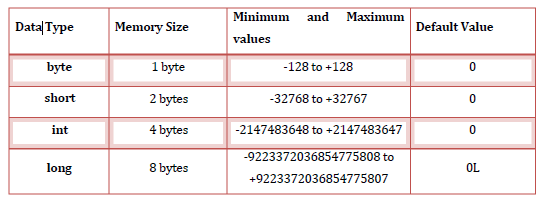 Data Type Memory Size Minimum and Maximum values Default Value
byte 1 byte -128 to +128 0
short 2 bytes -32768 to +32767 0
int 4 bytes -2147483648 to +2147483647 0
long 8 bytes -9223372036854775808 to +9223372036854775807 0L